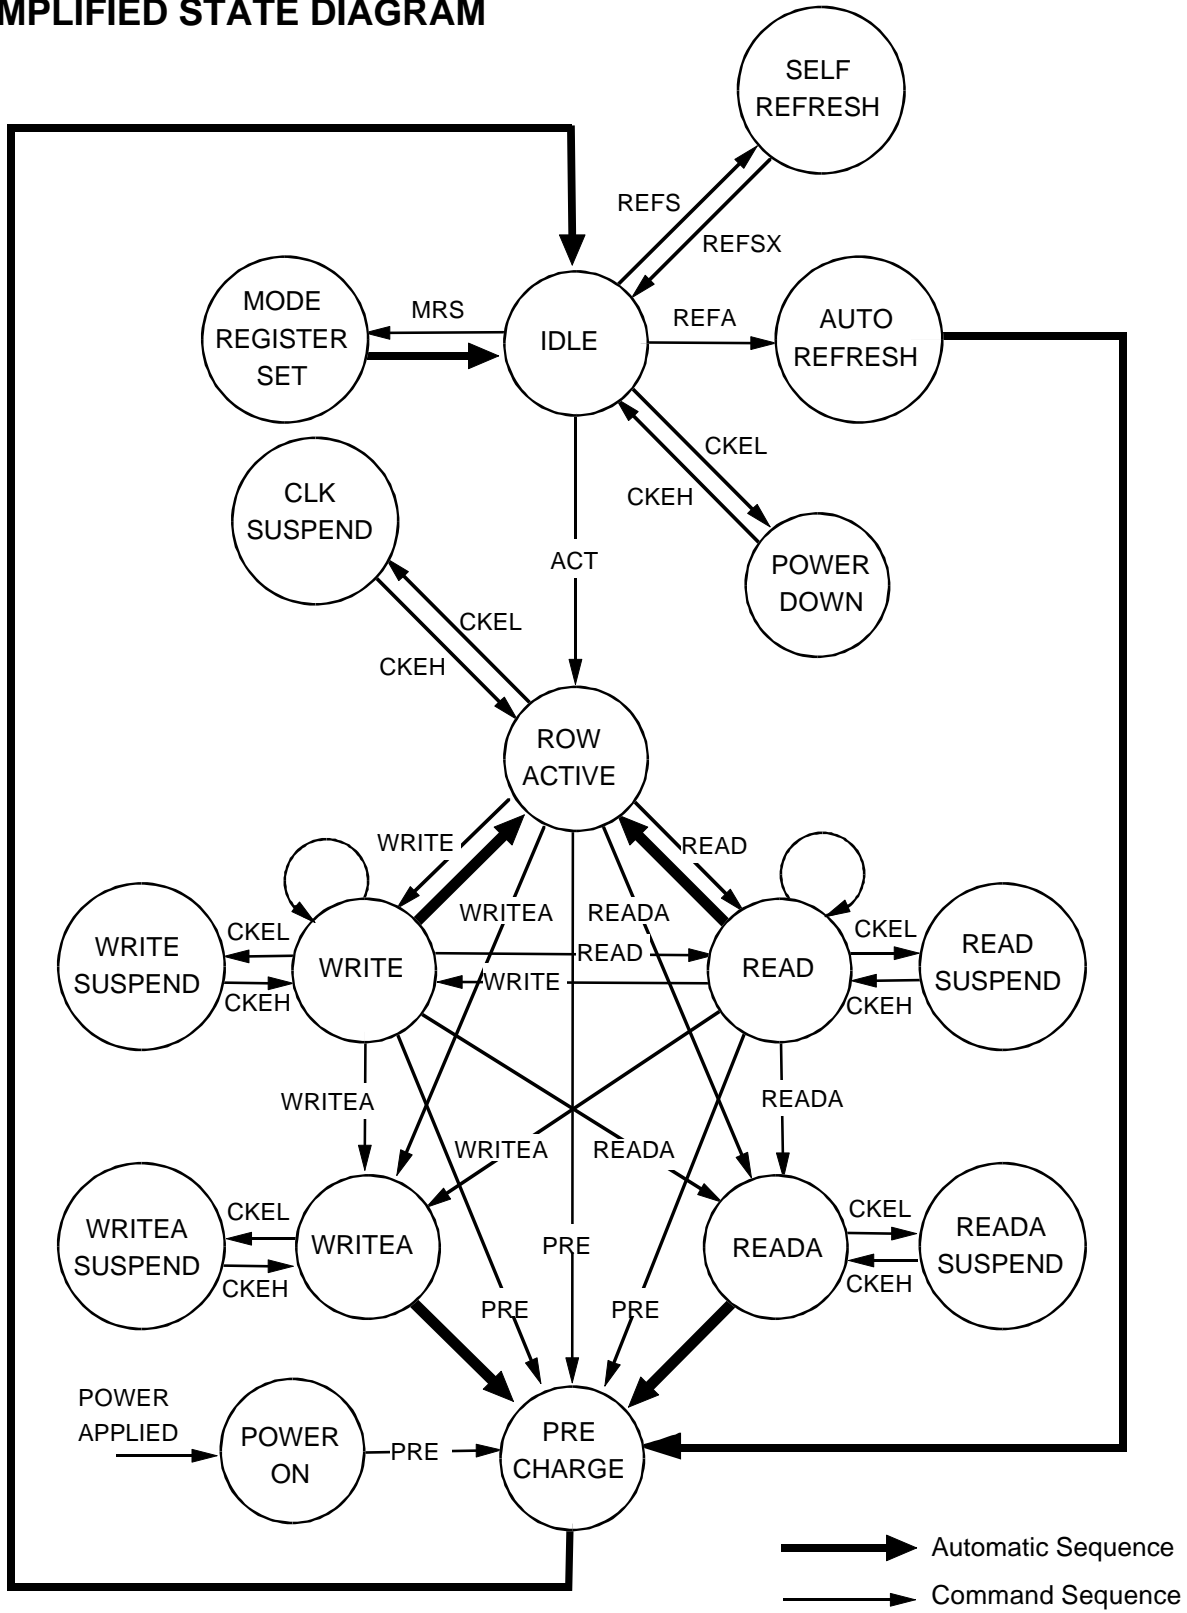 MPLIFIED STATE DIAGRAM
SELF
REFRESH
REFS
REFSX
MODE
REGISTER
SET
MRS
IDLE
REFA
AUTO
REFRESH
CKEL
CKEH
CLK
SUSPEND
POWER
DOWN
ACT
CKEL
CKEH
ROW
ACTIVE
WRITE
READ
WRITEA
READA
WRITE
SUSPEND
CKEL
CKEH
WRITE
READ
WRITE
READ
CKEL
CKEH
READ
SUSPEND
WRITEA
READA
WRITEA
READA
WRITEA
SUSPEND
CKEL
CKEH
WRITEA
PRE
READA
CKEL
CKEH
READA
SUSPEND
PRE
PRE
POWER
APPLIED
POWER
ON
PRE
PRE
CHARGE
Automatic Sequence
Command Sequence